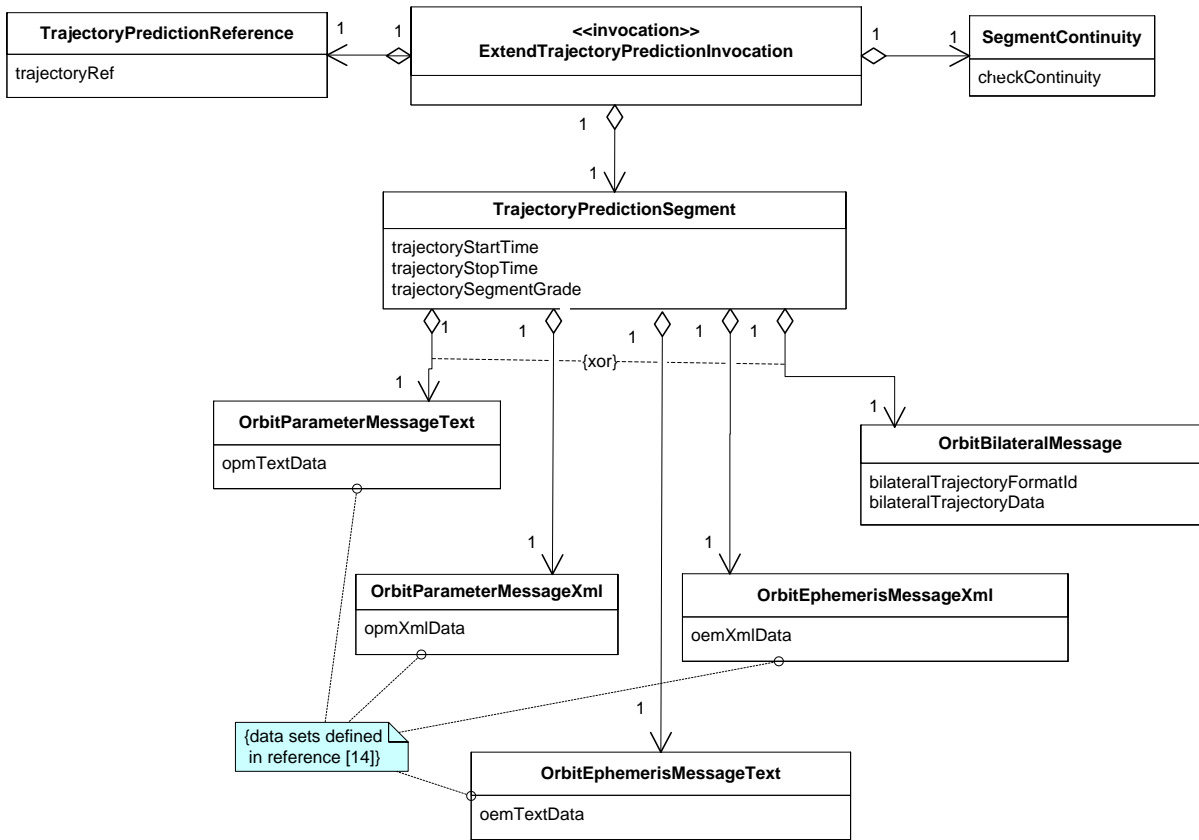 TrajectoryPredictionReference
trajectoryRef
1
1
<<invocation>>
ExtendTrajectoryPredictionInvocation
1
1
SegmentContinuity
checkContinuity
1
1
TrajectoryPredictionSegment
trajectoryStartTime
trajectoryStopTime
trajectorySegmentGrade
1
1
1
1
1
{xor}
1
OrbitParameterMessageText
opmTextData
1
OrbitBilateralMessage
bilateralTrajectoryFormatId
bilateralTrajectoryData
1
OrbitParameterMessageXml
opmXmlData
1
OrbitEphemerisMessageXml
oemXmlData
1
{data sets defined
in reference [14]}
OrbitEphemerisMessageText
oemTextData